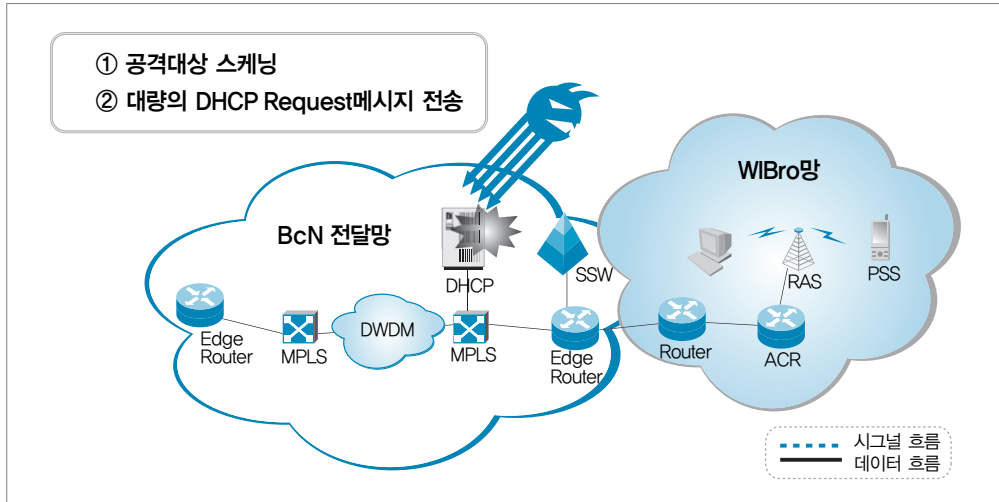 ① 공격대상 스케닝
② 대량의 DHCP Request메시지 전송
WIBro망
BcN 전달망
DHCP
SSW
RAS
PSS
Edge
Router
MPLS
DWDM
MPLS
Edge
Router
Router
ACR
시그널 흐름
데이터 흐름